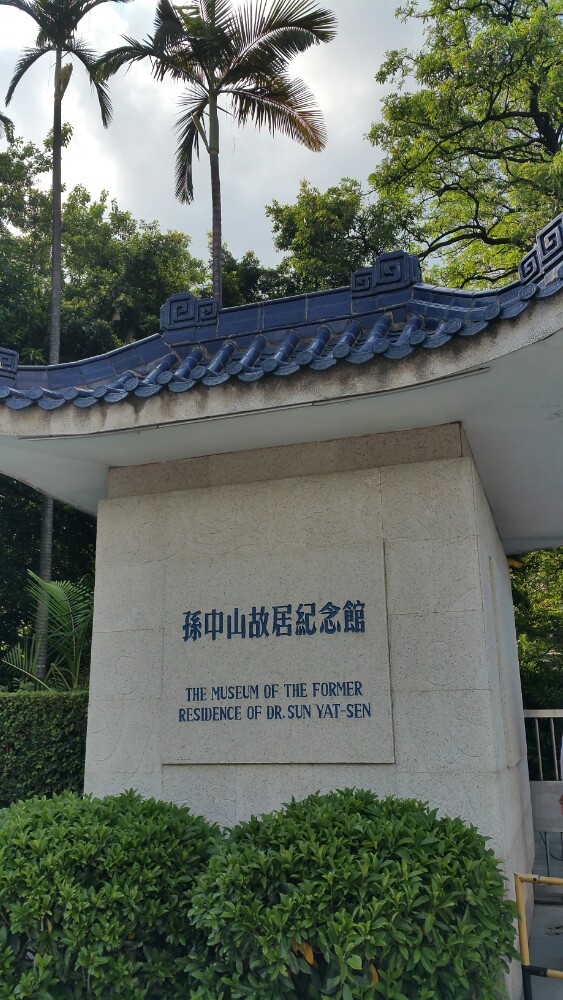 孫中山故居紀念館
THE MUSEUM OF THE FORMER
RESIDENCE OF DR. SUN YAT-SEN